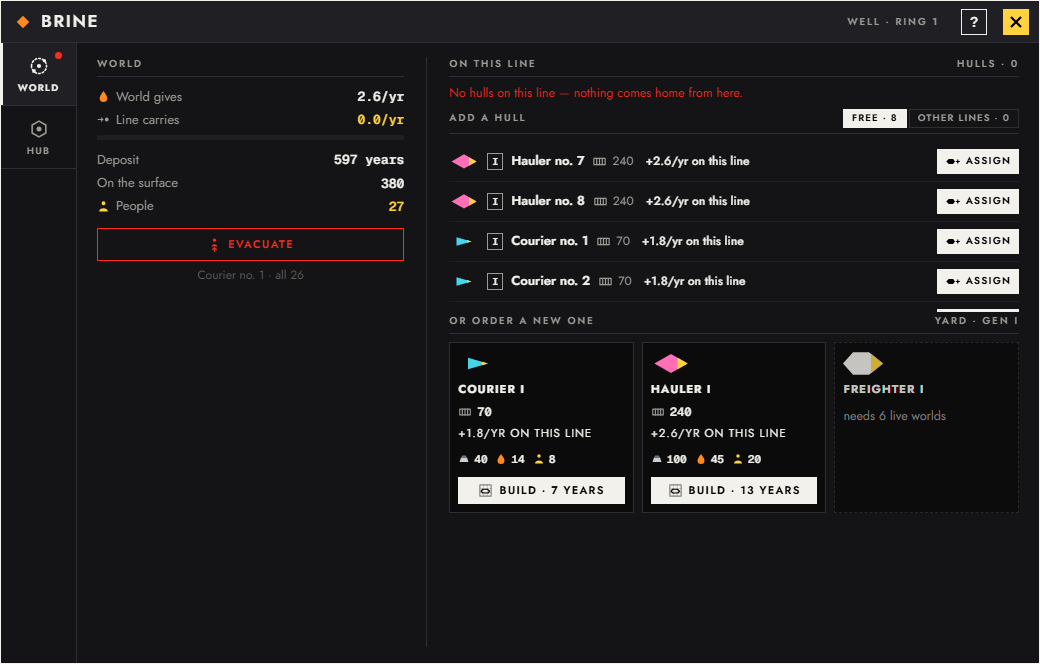 BRINE
WELL · RING 1
?
WORLD
HUB
WORLD
World gives 2.6/yr
Line carries 0.0/yr
Deposit 597 years
On the surface 380
People 27
EVACUATE
Courier no. 1 · all 26
ON THIS LINE
HULLS · 0
No hulls on this line — nothing comes home from here.
ADD A HULL
FREE · 8
OTHER LINES · 0
I Hauler no. 7 240 +2.6/yr on this line ASSIGN
I Hauler no. 8 240 +2.6/yr on this line ASSIGN
I Courier no. 1 70 +1.8/yr on this line ASSIGN
I Courier no. 2 70 +1.8/yr on this line ASSIGN
OR ORDER A NEW ONE
YARD · GEN I
COURIER I
70
+1.8/YR ON THIS LINE
40 14 8
BUILD · 7 YEARS
HAULER I
240
+2.6/YR ON THIS LINE
100 45 20
BUILD · 13 YEARS
FREIGHTER I
needs 6 live worlds